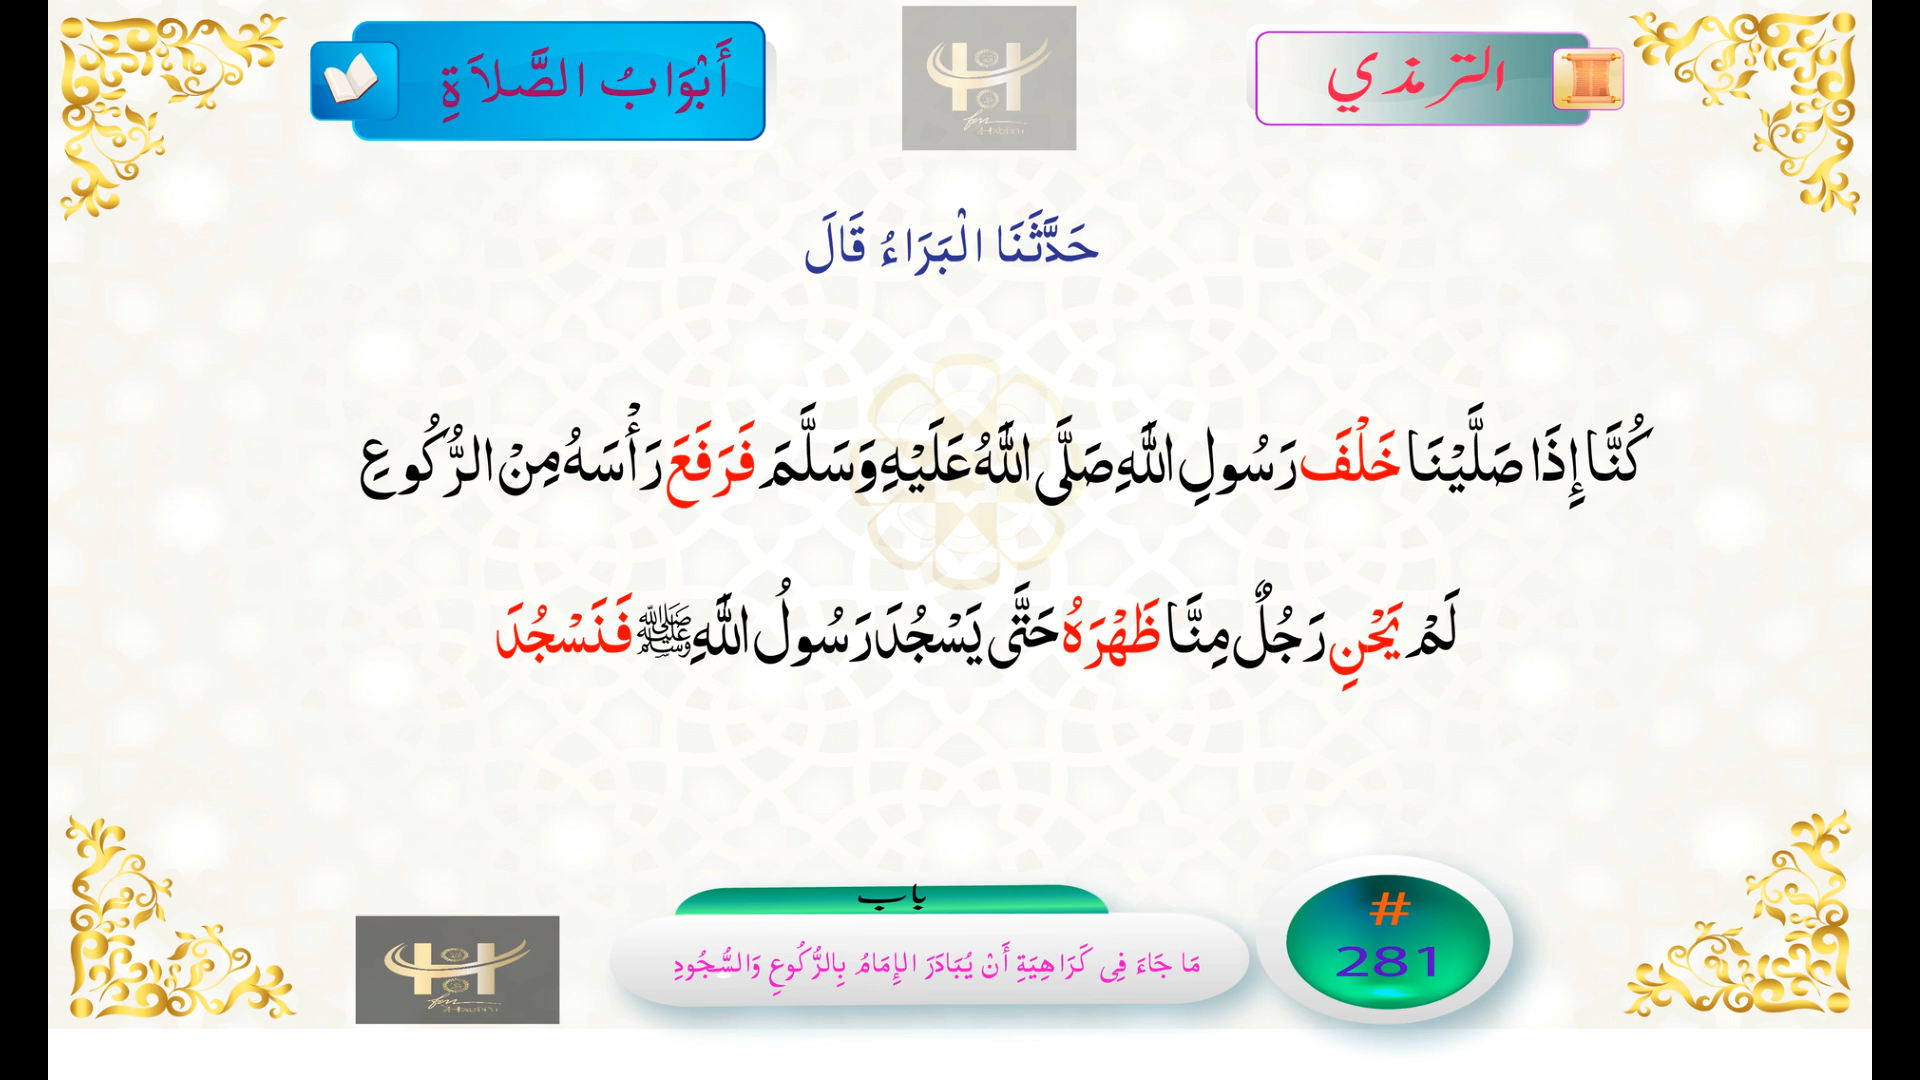 الترمذي
أَبْوَابُ الصَّلاَةِ
حَدَّثَنَا الْبَرَاءُ قَالَ
كُنَّا إِذَا صَلَّيْنَا خَلْفَ رَسُولِ اللَّهِ صَلَّى اللَّهُ عَلَيْهِ وَسَلَّمَ فَرَفَعَ رَأْسَهُ مِنْ الرُّكُوعِ
لَمْ يَحْنِ رَجُلٌ مِنَّا ظَهْرَهُ حَتَّى يَسْجُدَ رَسُولُ اللَّهِ ﷺ فَنَسْجُدَ
باب
مَا جَاءَ فِي كَرَاهِيَةِ أَنْ يُبَادَرَ الإِمَامُ بِالرُّكُوعِ وَالسُّجُودِ
#
281